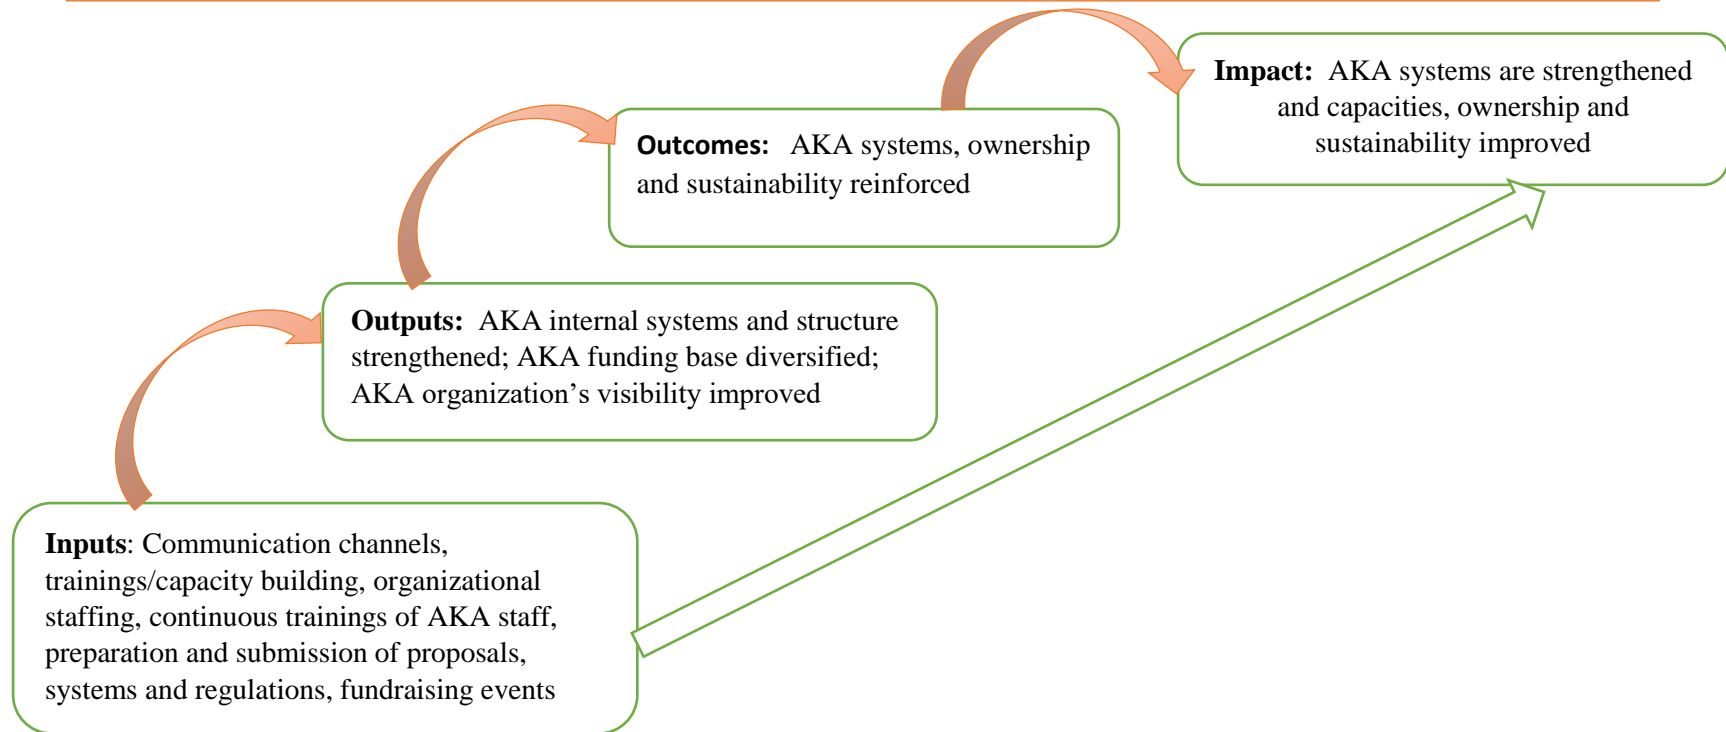 Impact: AKA systems are strengthened
and capacities, ownership and
sustainability improved
Outcomes: AKA systems, ownership
and sustainability reinforced
Outputs: AKA internal systems and structure
strengthened; AKA funding base diversified;
AKA organization’s visibility improved
Inputs: Communication channels,
trainings/capacity building, organizational
staffing, continuous trainings of AKA staff,
preparation and submission of proposals,
systems and regulations, fundraising events